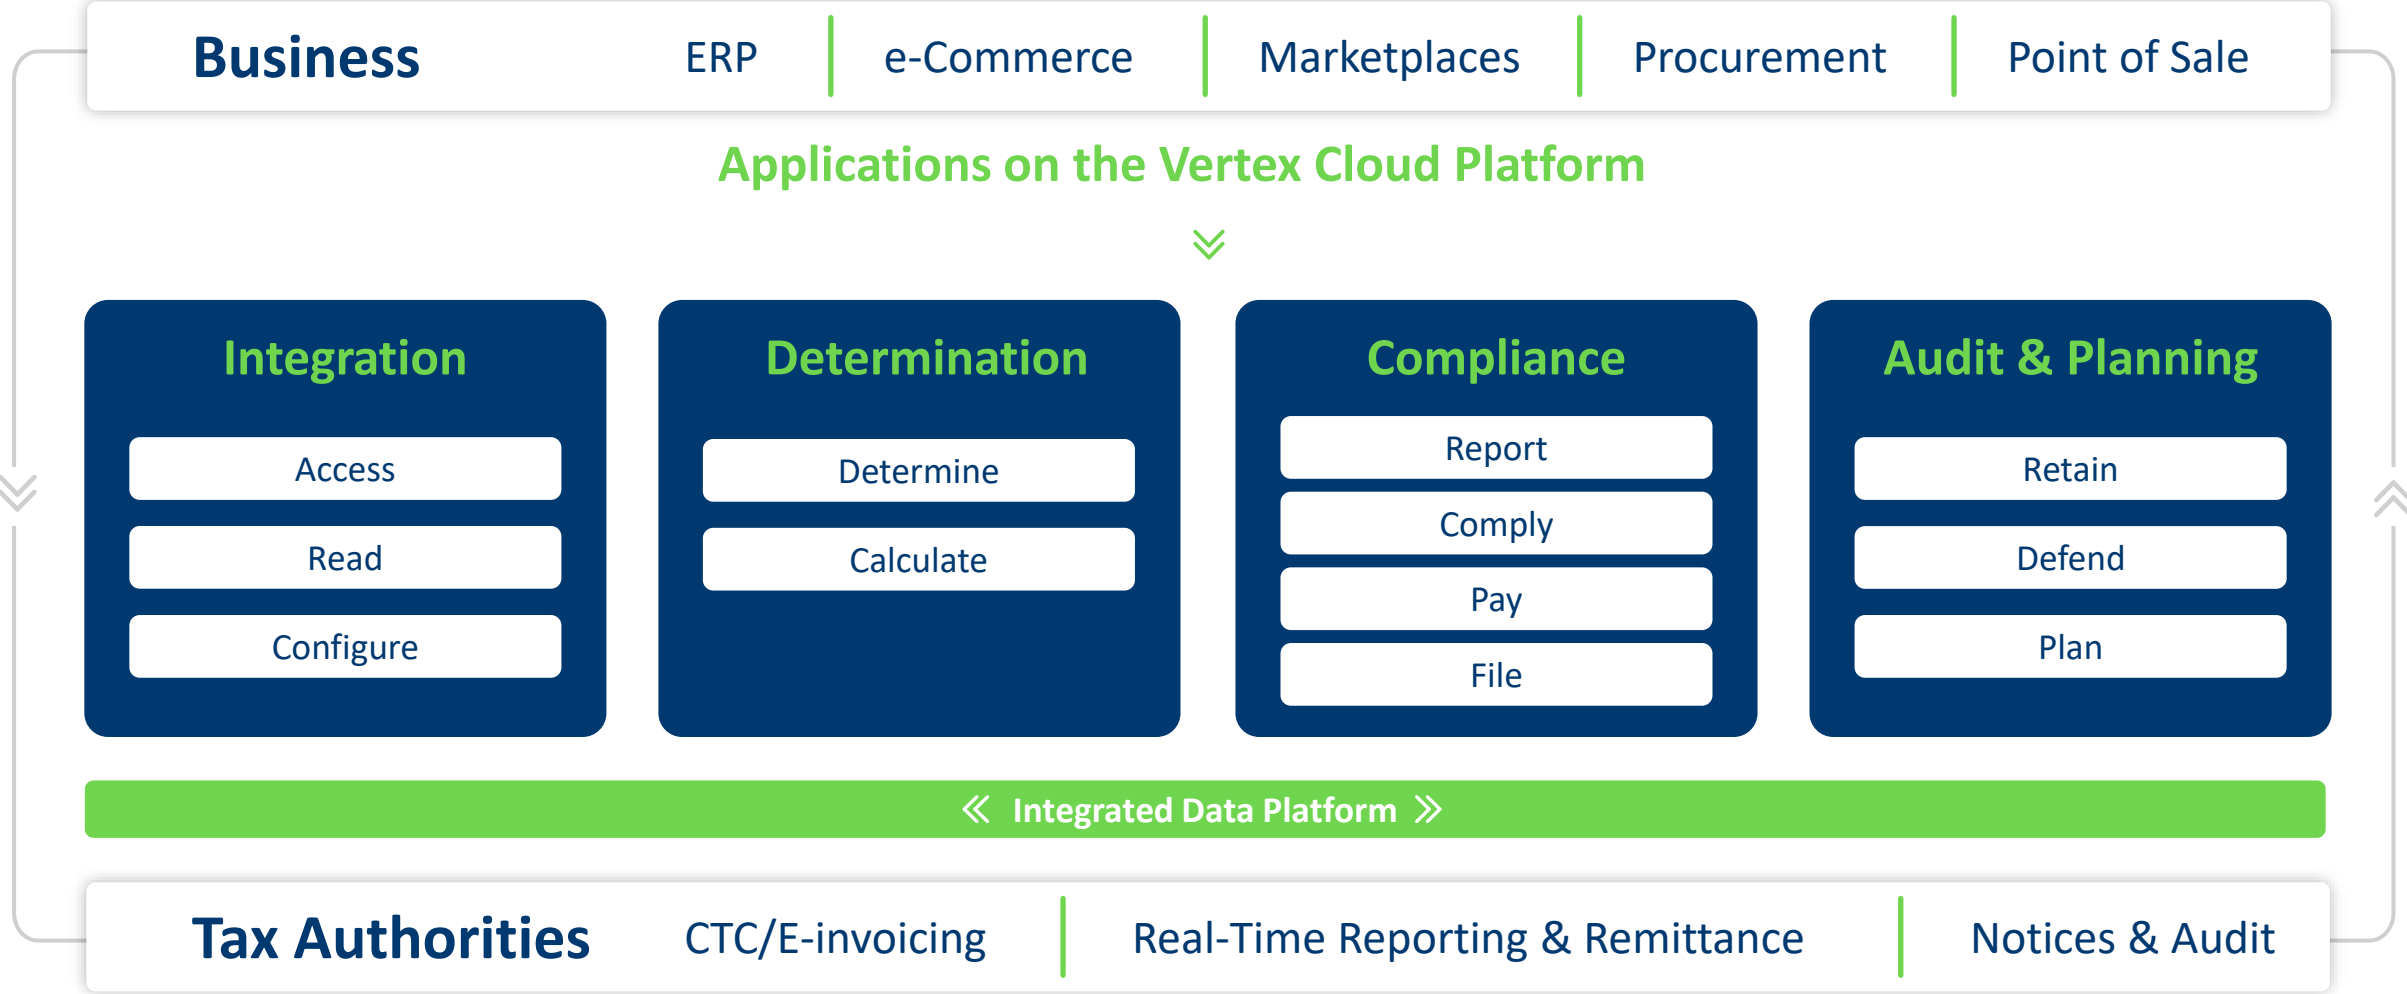 Business ERP e-Commerce Marketplaces Procurement Point of Sale
Applications on the Vertex Cloud Platform
Integration
Access
Read
Configure
Determination
Determine
Calculate
Compliance
Report
Comply
Pay
File
Audit & Planning
Retain
Defend
Plan
Integrated Data Platform
Tax Authorities CTC/E-invoicing Real-Time Reporting & Remittance Notices & Audit